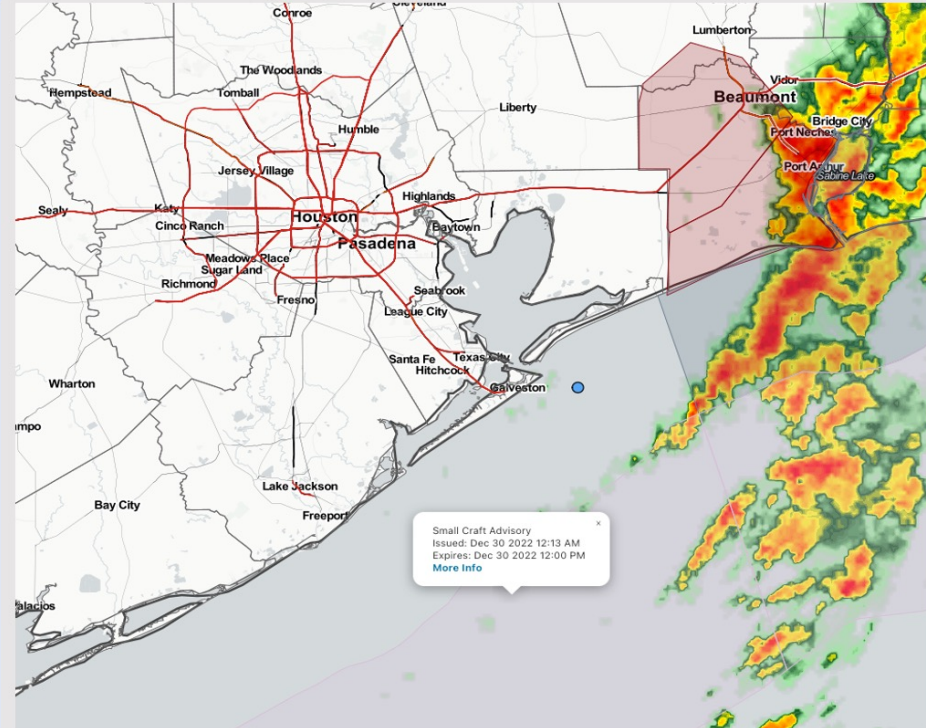 Conroe
Cleveland
Lumberton
The Woodlands
Hempstead
Tomball
Vidor
Liberty
Beaumont
Humble
Bridge City
Port Neches
Jersey Village
Port Arthur
Sabine Lake
Highlands
Sealy
Katy
Houston
Cinco Ranch
Baytown
Pasadena
Meadows Place
Sugar Land
Richmond
Seabrook
Fresno
League City
Santa Fe
Texas City
Hitchcock
Wharton
Galveston
ampo
Lake Jackson
Bay City
Freeport
Small Craft Advisory
×
Issued: Dec 30 2022 12:13 AM
Expires: Dec 30 2022 12:00 PM
More Info
alacios